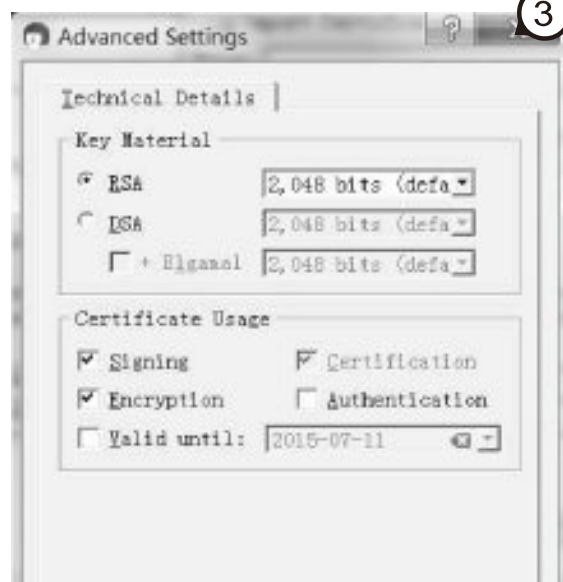 3
Advanced Settings
Technical Details
Key Material
RSA 2,048 bits (defa
DSA 2,048 bits (defa
+ Elgamal 2,048 bits (defa
Certificate Usage
Signing Certification
Encryption Authentication
Valid until: 2015-07-11